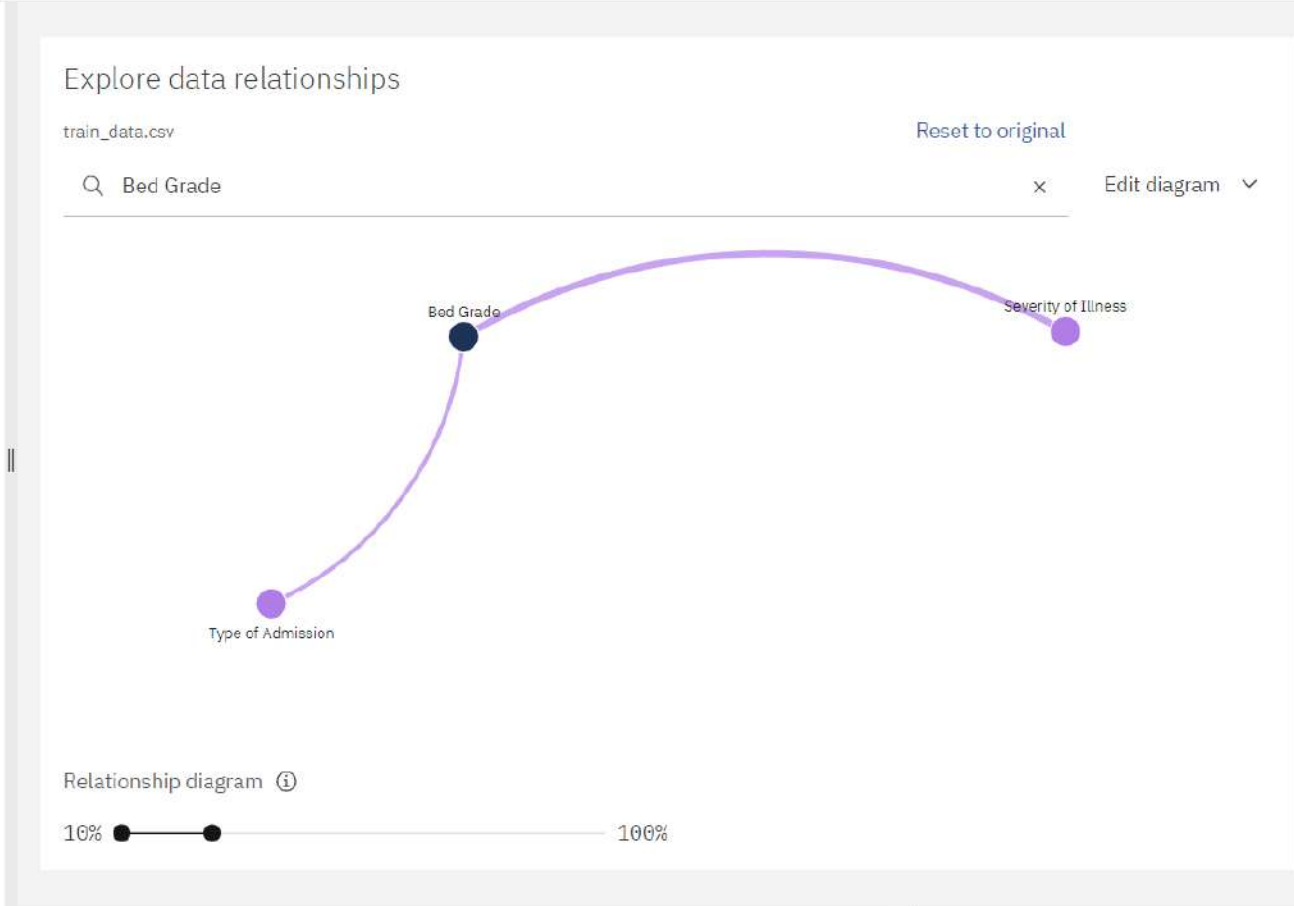 Explore data relationships
train_data.csv
Reset to original
Bed Grade
Edit diagram
Bed Grade
Severity of Illness
Type of Admission
Relationship diagram
10%
100%